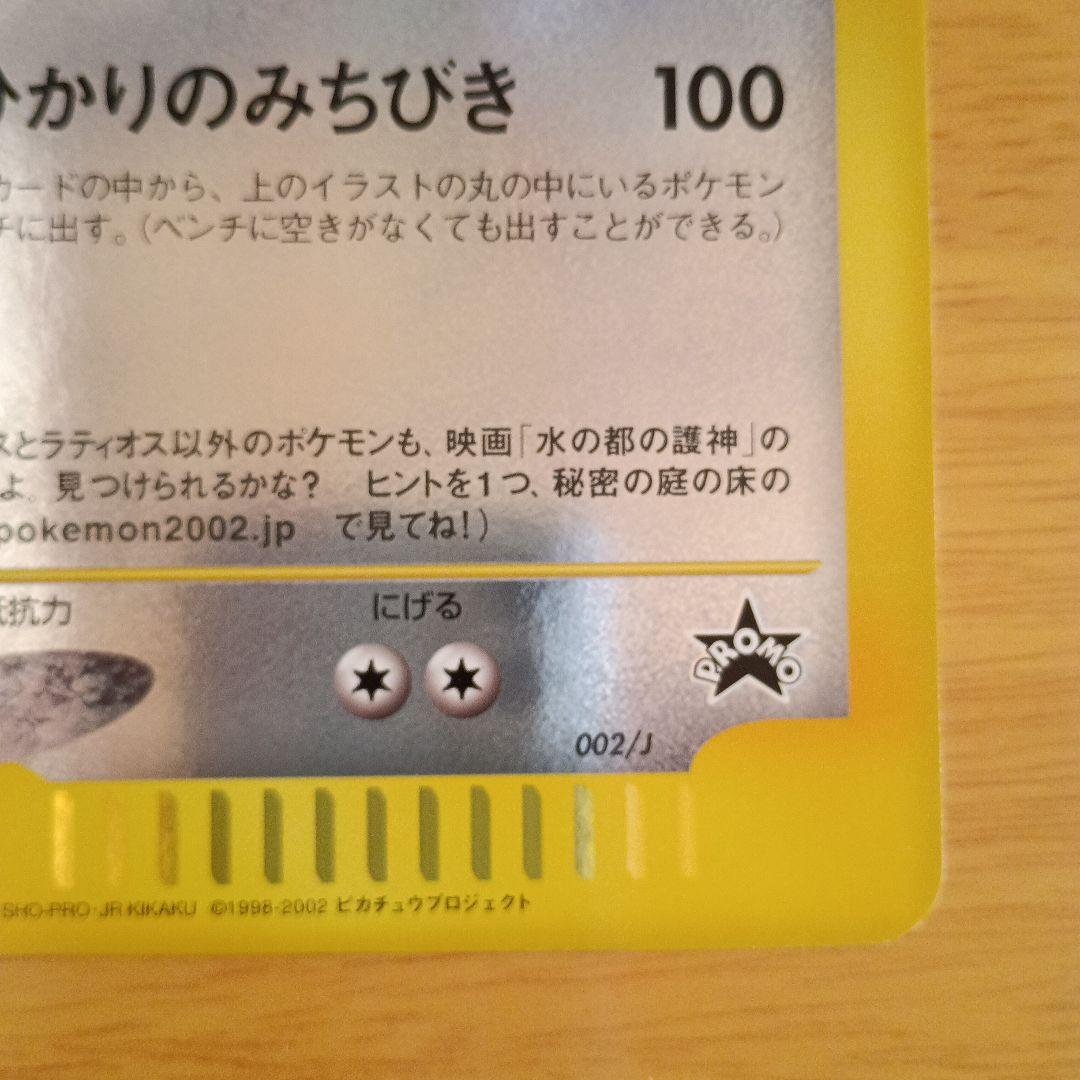 ひかりのみちびき 100
カードの中から、上のイラストの丸の中にいるポケモン
チに出す。（ベンチに空きがなくても出すことができる。）
スとラティオス以外のポケモンも、映画「水の都の護神」の
よ。見つけられるかな？ ヒントを1つ、秘密の庭の床の
pokemon2002.jp で見てね！）
抵抗力 にげる
PROMO
002/J
SHO-PRO・JR KIKAKU ©1998-2002 ピカチュウプロジェクト